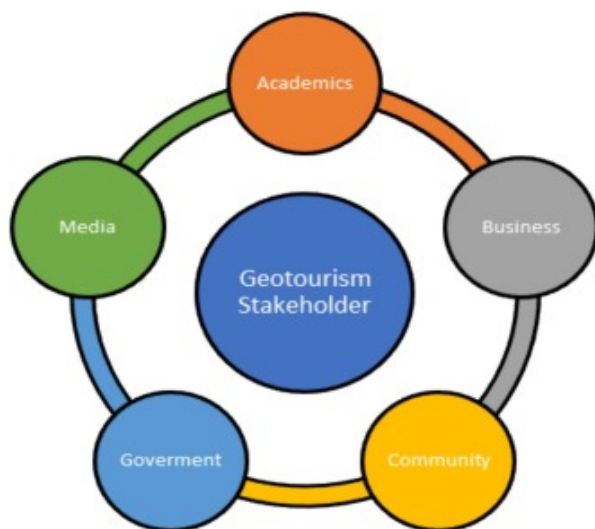 Academics
Media
Business
Geotourism
Stakeholder
Goverment
Community